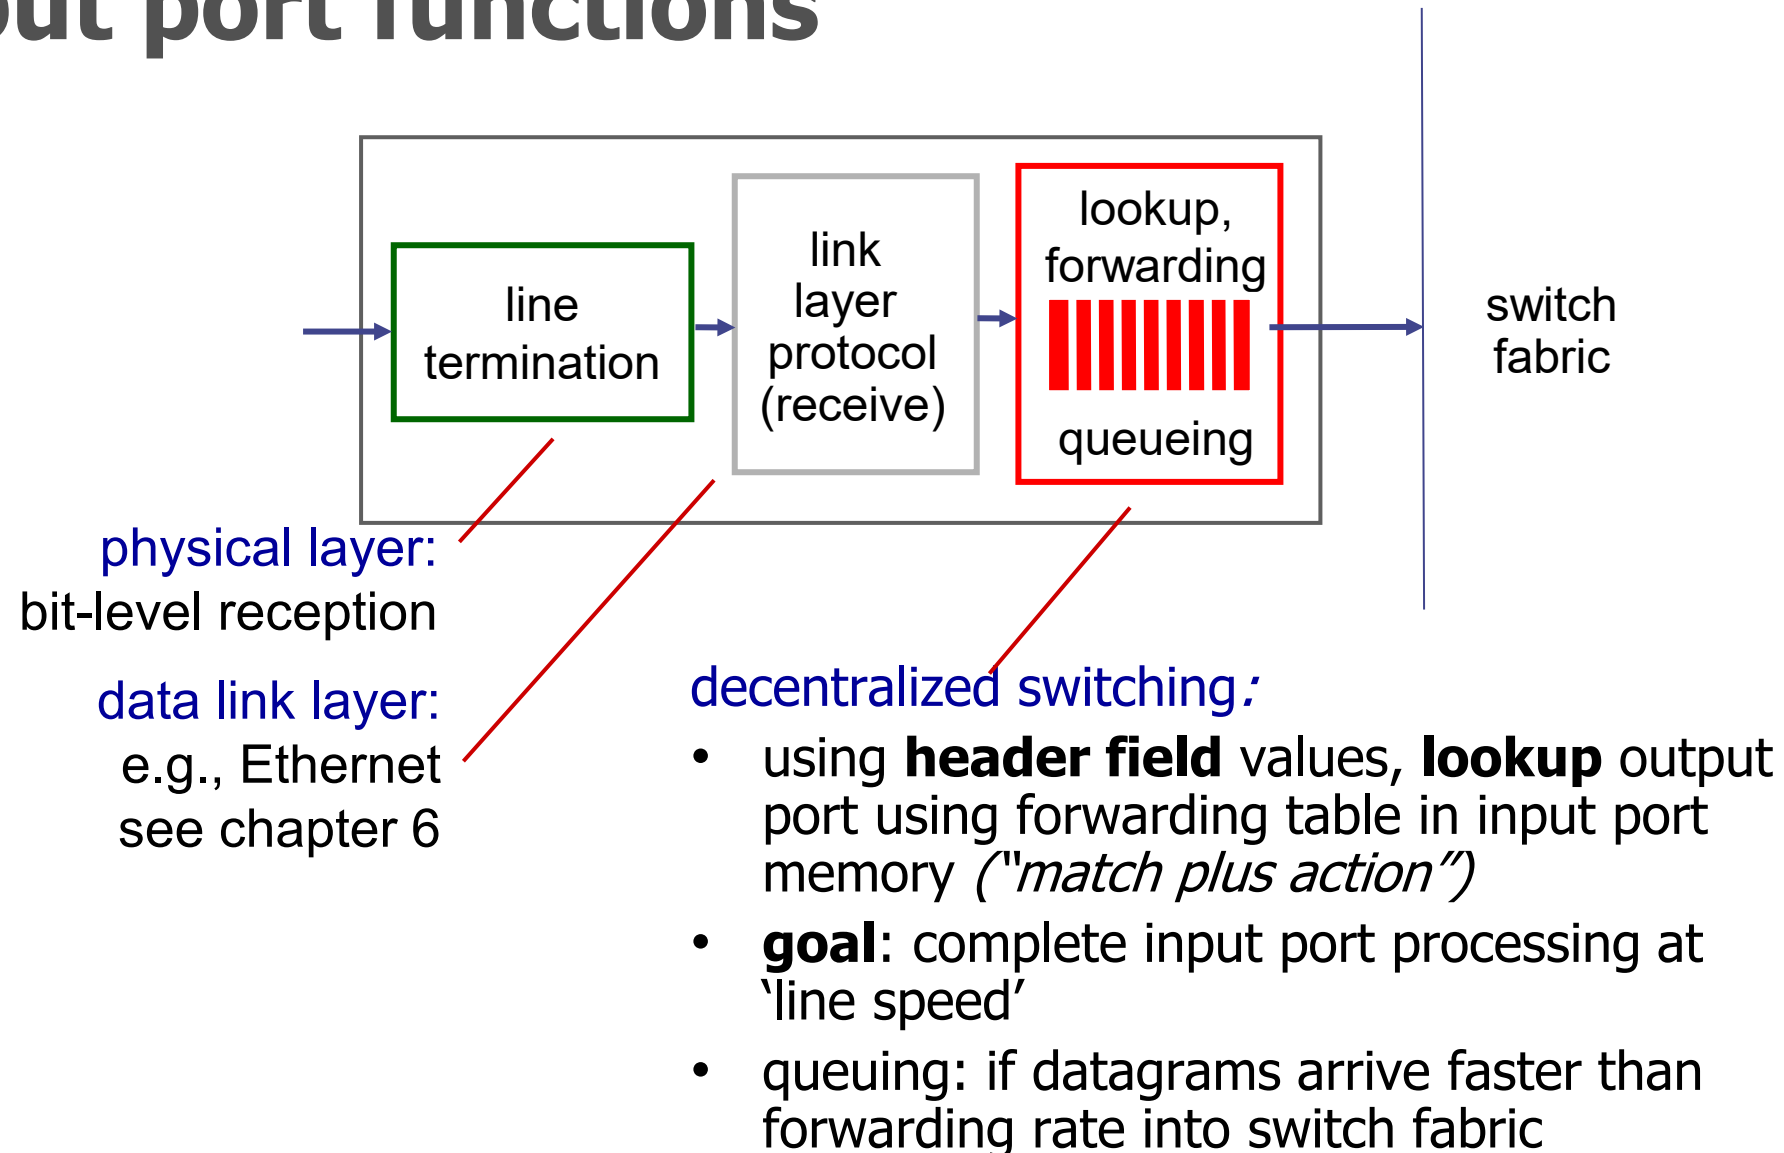 port functions
line
termination
link
layer
protocol
(receive)
lookup,
forwarding
queueing
switch
fabric
physical layer:
bit-level reception
data link layer:
e.g., Ethernet
see chapter 6
decentralized switching:
• using header field values, lookup output
port using forwarding table in input port
memory (“match plus action”)
• goal: complete input port processing at
‘line speed’
• queuing: if datagrams arrive faster than
forwarding rate into switch fabric